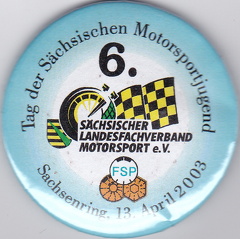 Tag der Sächsischen Motorsportjugend
6.
SÄCHSISCHER
LANDESFACHVERBAND
MOTORSPORT e.V.
FSP
Sachsenring, 13. April 2003